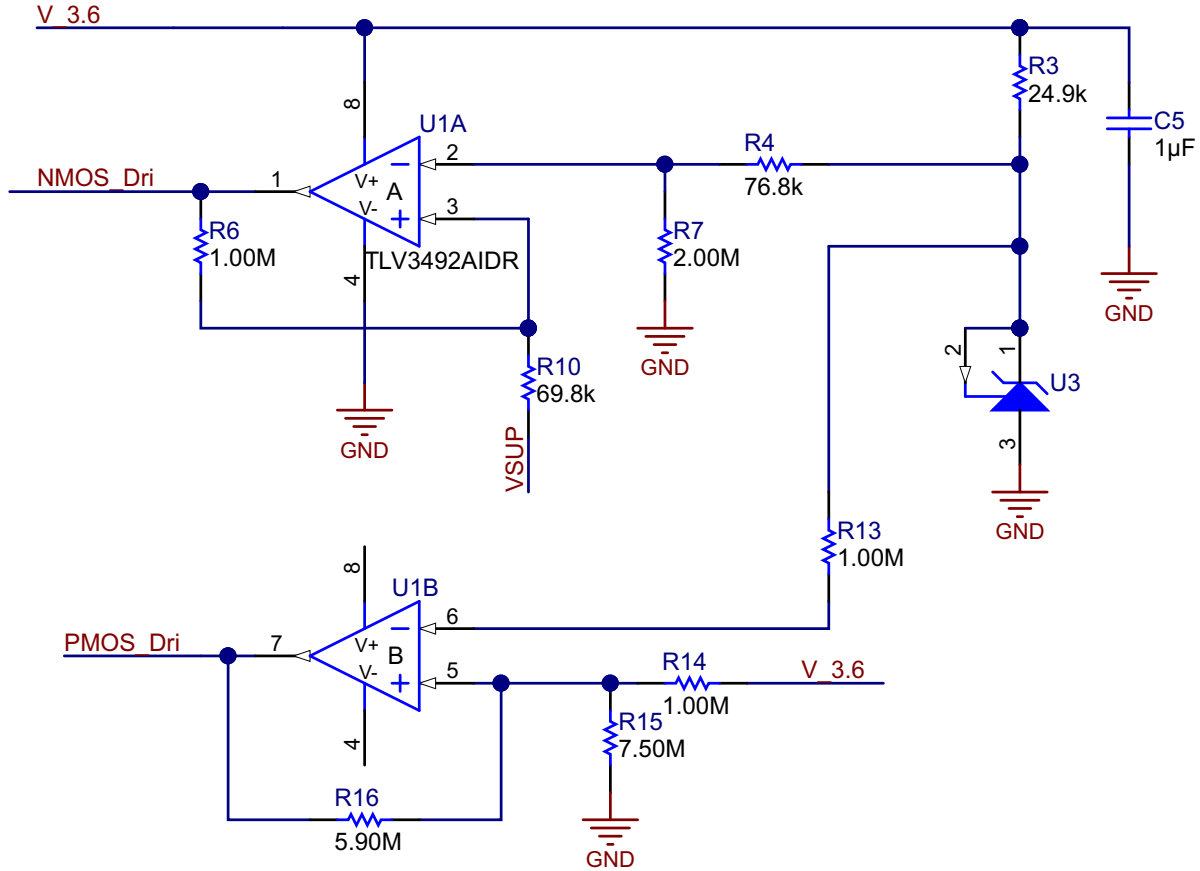 V_3.6
R3
24.9k
C5
1µF
8
U1A
2
R4
76.8k
NMOS_Dri
1
V+
A
V-
−
+
3
R6
1.00M
R7
2.00M
TLV3492AIDR
4
GND
GND
R10
69.8k
GND
2
1
U3
3
VSUP
GND
R13
1.00M
8
U1B
6
PMOS_Dri
7
V+
B
V-
−
+
5
R14
1.00M
V_3.6
R15
7.50M
4
R16
5.90M
GND